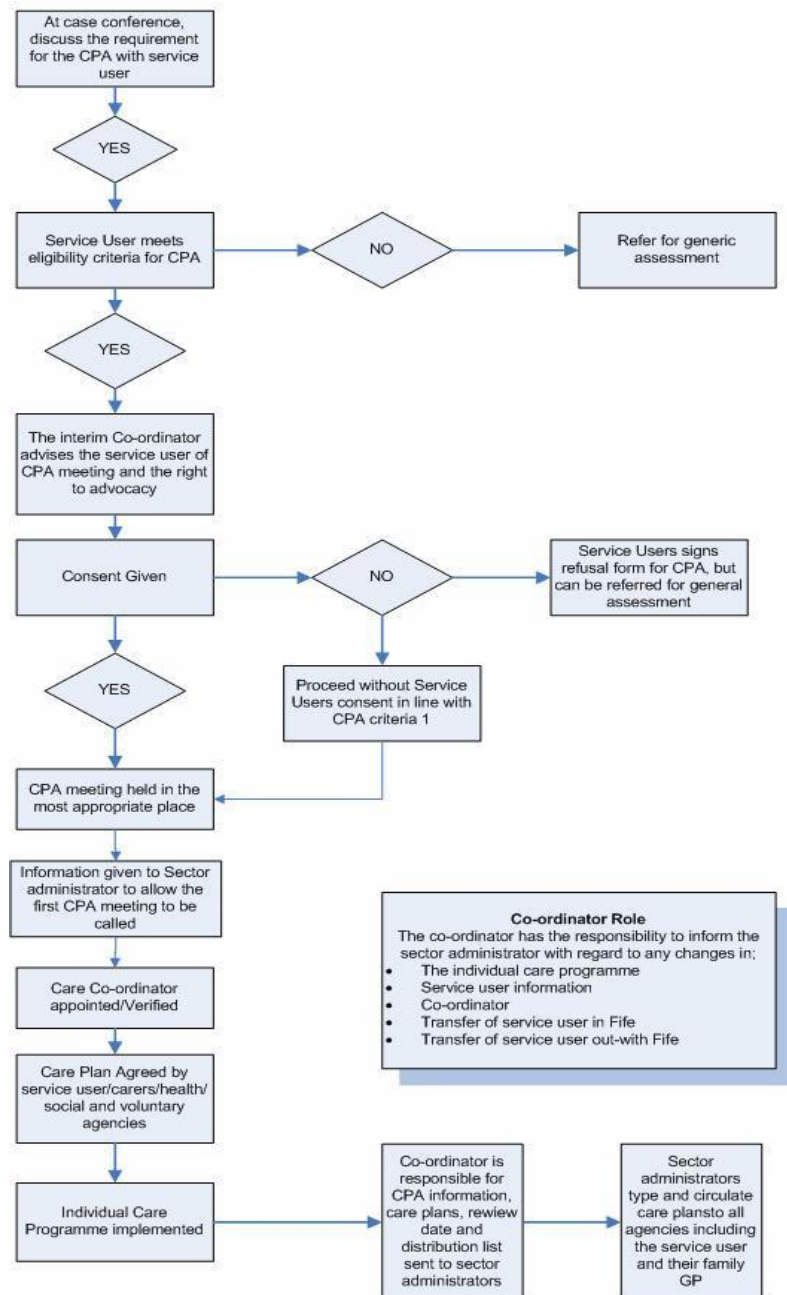 At case conference,
discuss the requirement
for the CPA with service
user
YES
Service User meets
eligibility criteria for CPA
NO
Refer for generic
assessment
YES
The interim Co-ordinator
advises the service user of
CPA meeting and the right
to advocacy
Consent Given
NO
Service Users signs
refusal form for CPA, but
can be referred for general
assessment
YES
Proceed without Service
Users consent in line with
CPA criteria 1
CPA meeting held in the
most appropriate place
Information given to Sector
administrator to allow the
first CPA meeting to be
called
Co-ordinator Role
The co-ordinator has the responsibility to inform the
sector administrator with regard to any changes in;
• The individual care programme
• Service user information
• Co-ordinator
• Transfer of service user in Fife
• Transfer of service user out-with Fife
Care Co-ordinator
appointed/Verified
Care Plan Agreed by
service user/carers/health/
social and voluntary
agencies
Individual Care
Programme implemented
Co-ordinator is
responsible for
CPA information,
care plans, rewiew
date and
distribution list
sent to sector
administrators
Sector
administrators
type and circulate
care plansto all
agencies including
the service user
and their family
GP